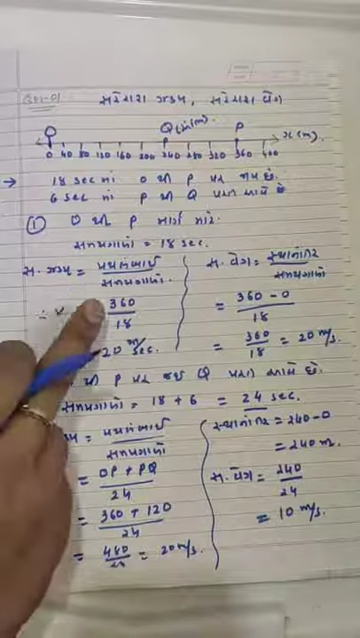 Que-01
સરેરાશ ઝડપ, સરેરાશ વેગ
O Q(in(m). P
x(m).
0 40 80 120 160 200 240 280 320 360 400
→ 18 sec માં O થી P પર જાય છે.
6 sec માં P થી Q પરત આવે છે
① O થી P માર્ગ માટે
સમયગાળો = 18 sec.
સ. ઝડપ = પથલંબાઈ / સમયગાળો
= 360 / 18
= 20 m/sec.
સ. વેગ = સ્થાનાંતર / સમયગાળો
= 360-0 / 18
= 360 / 18 = 20 m/s.
થી P પર જઈ Q પરત આવે છે.
સમયગાળો = 18 + 6 = 24 sec.
= પથલંબાઈ / સમયગાળો
= OP + PQ / 24
= 360 + 120 / 24
= 480 / 24 = 20 m/s.
સ્થાનાંતર = 240-0
= 240 m.
સ. વેગ = 240 / 24
= 10 m/s.